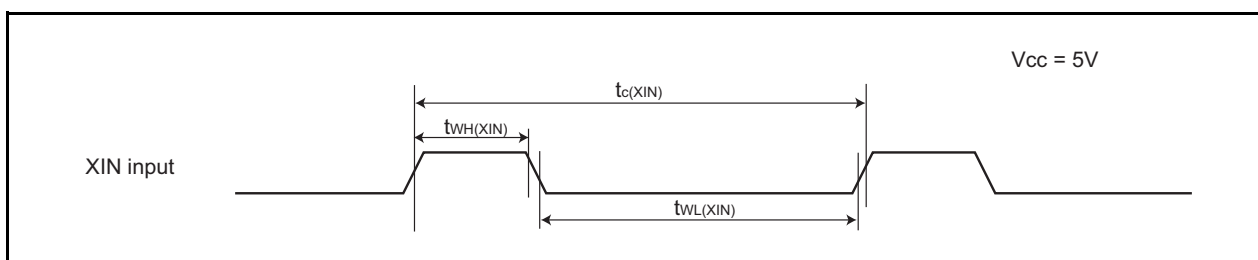 Vcc = 5V
tc(XIN)
tWH(XIN)
XIN input
tWL(XIN)